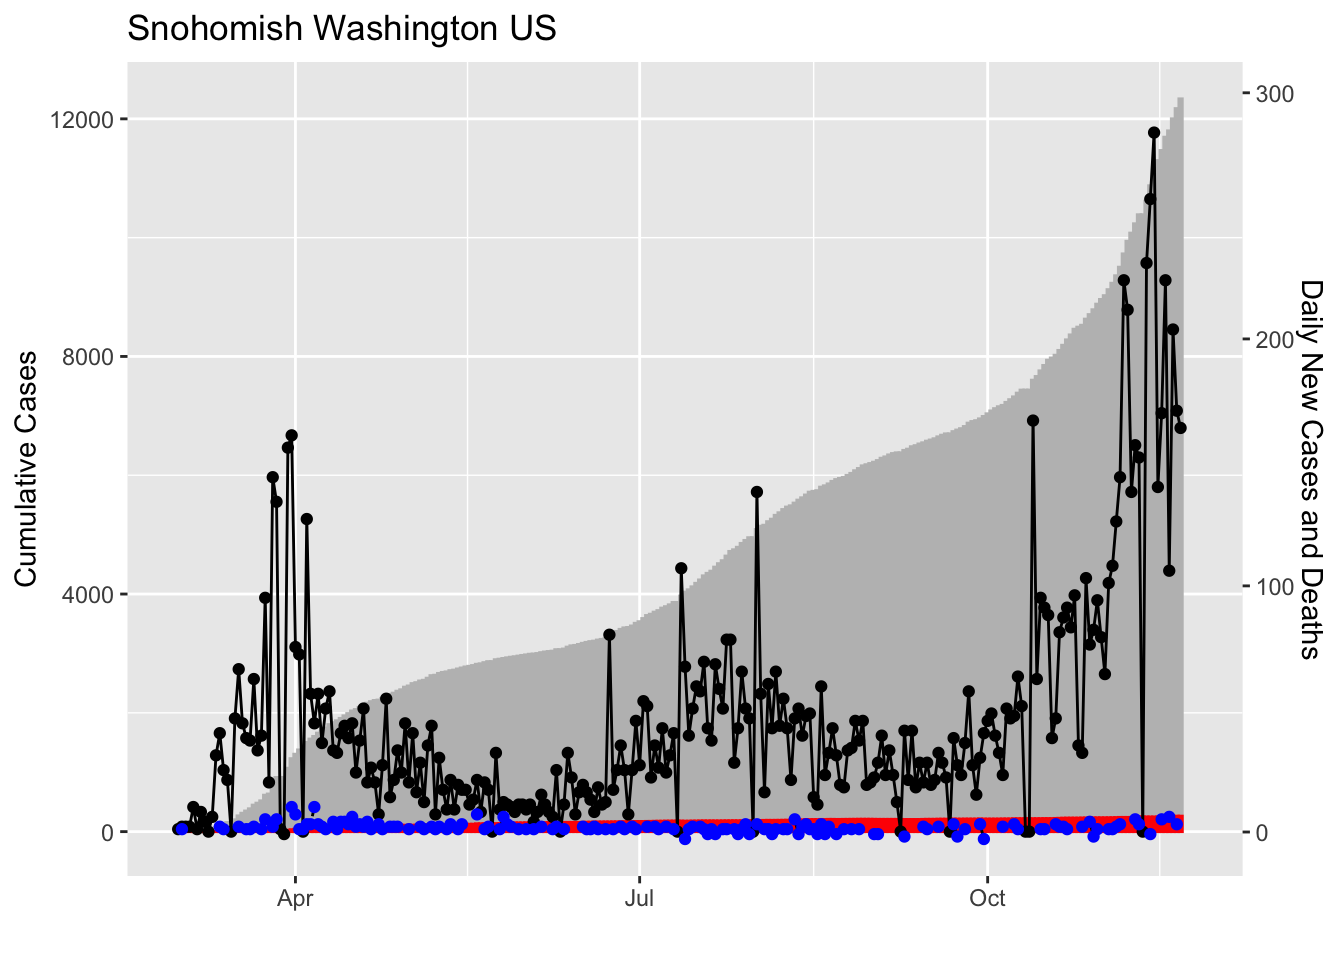 Snohomish Washington US
12000
8000
4000
0
Cumulative Cases
300
200
100
0
Daily New Cases and Deaths
Apr
Jul
Oct